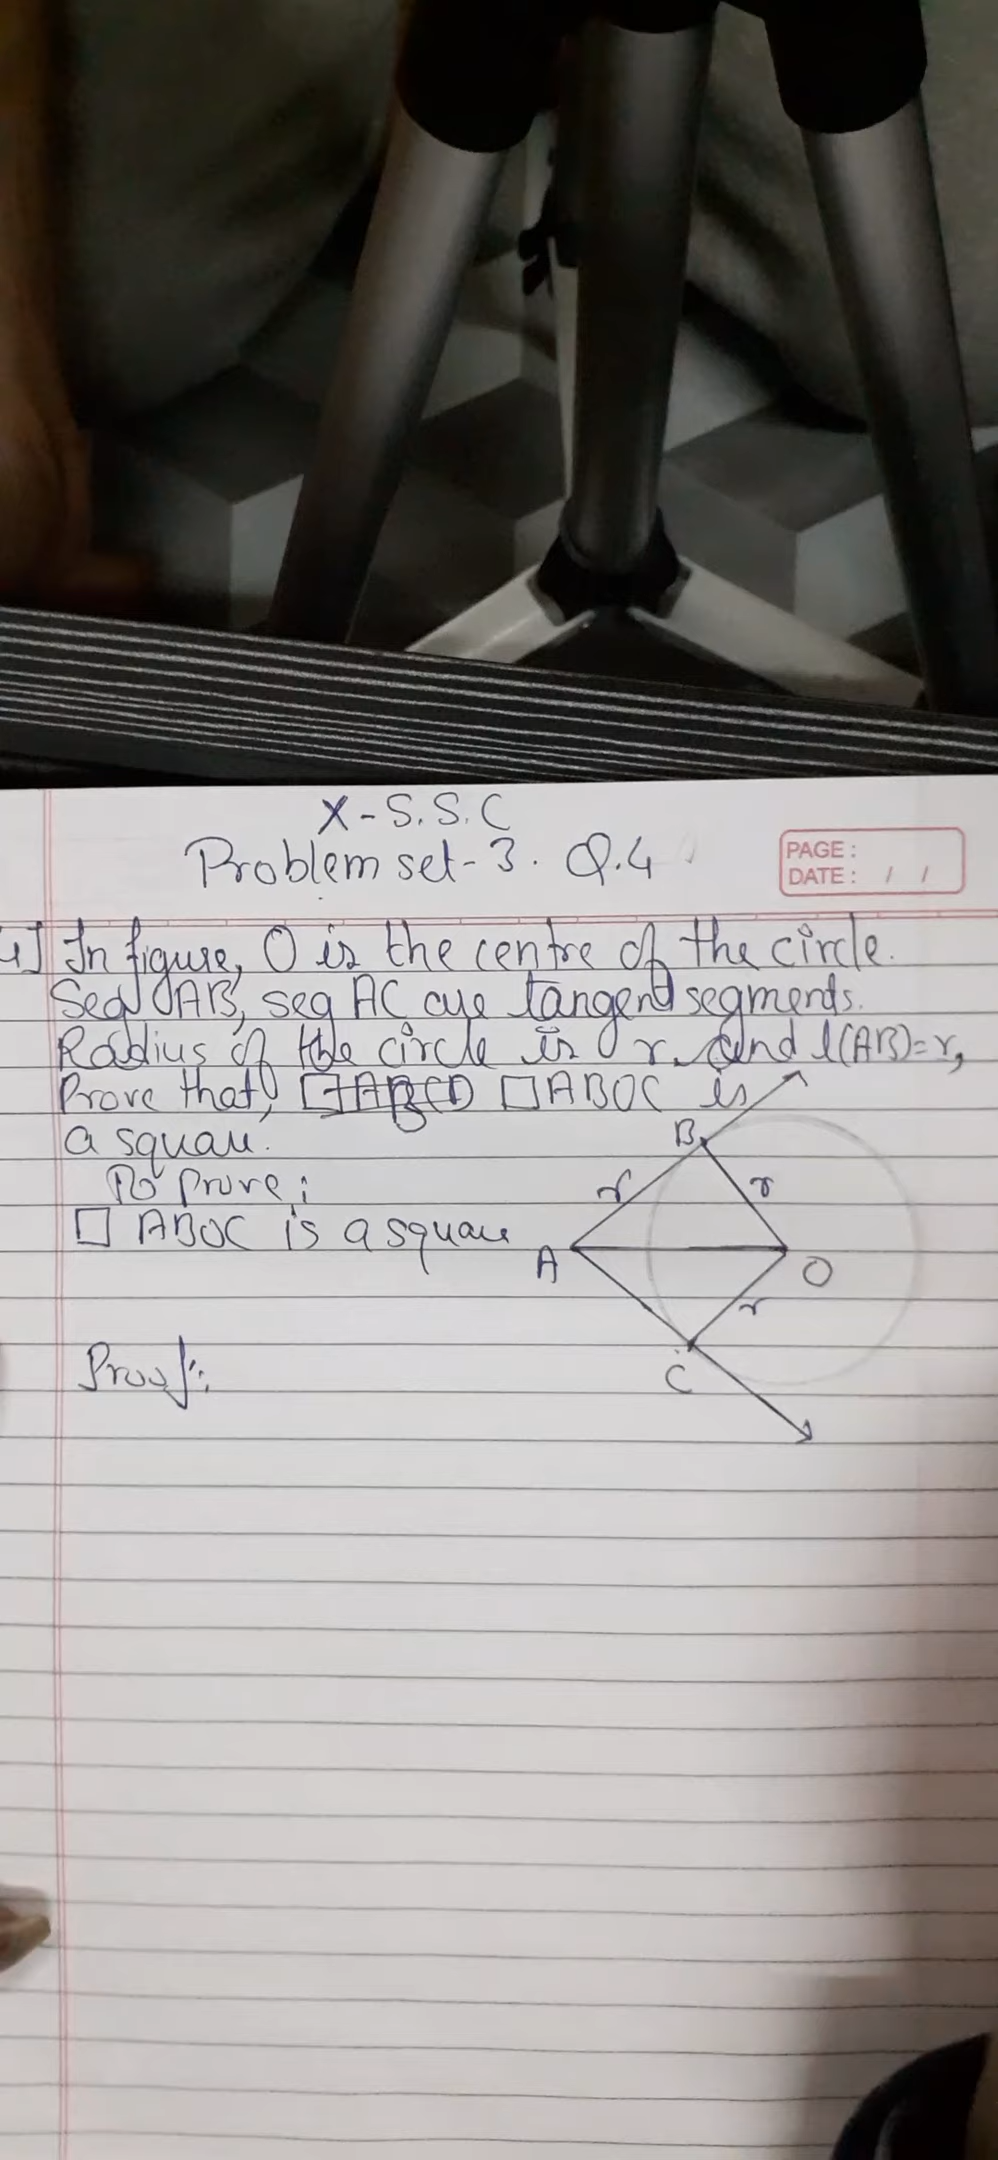 X - S.S.C
Problem set - 3. Q.4
PAGE :
DATE : / /
4] In figure, O is the centre of the circle.
Seg AB, seg AC are tangent segments.
Radius of the circle is r and l(AB)=r,
Prove that, □ABCD □ABOC is
a square.
To prove :
□ ABOC is a square
Proof :
B
r
r
A
O
r
C